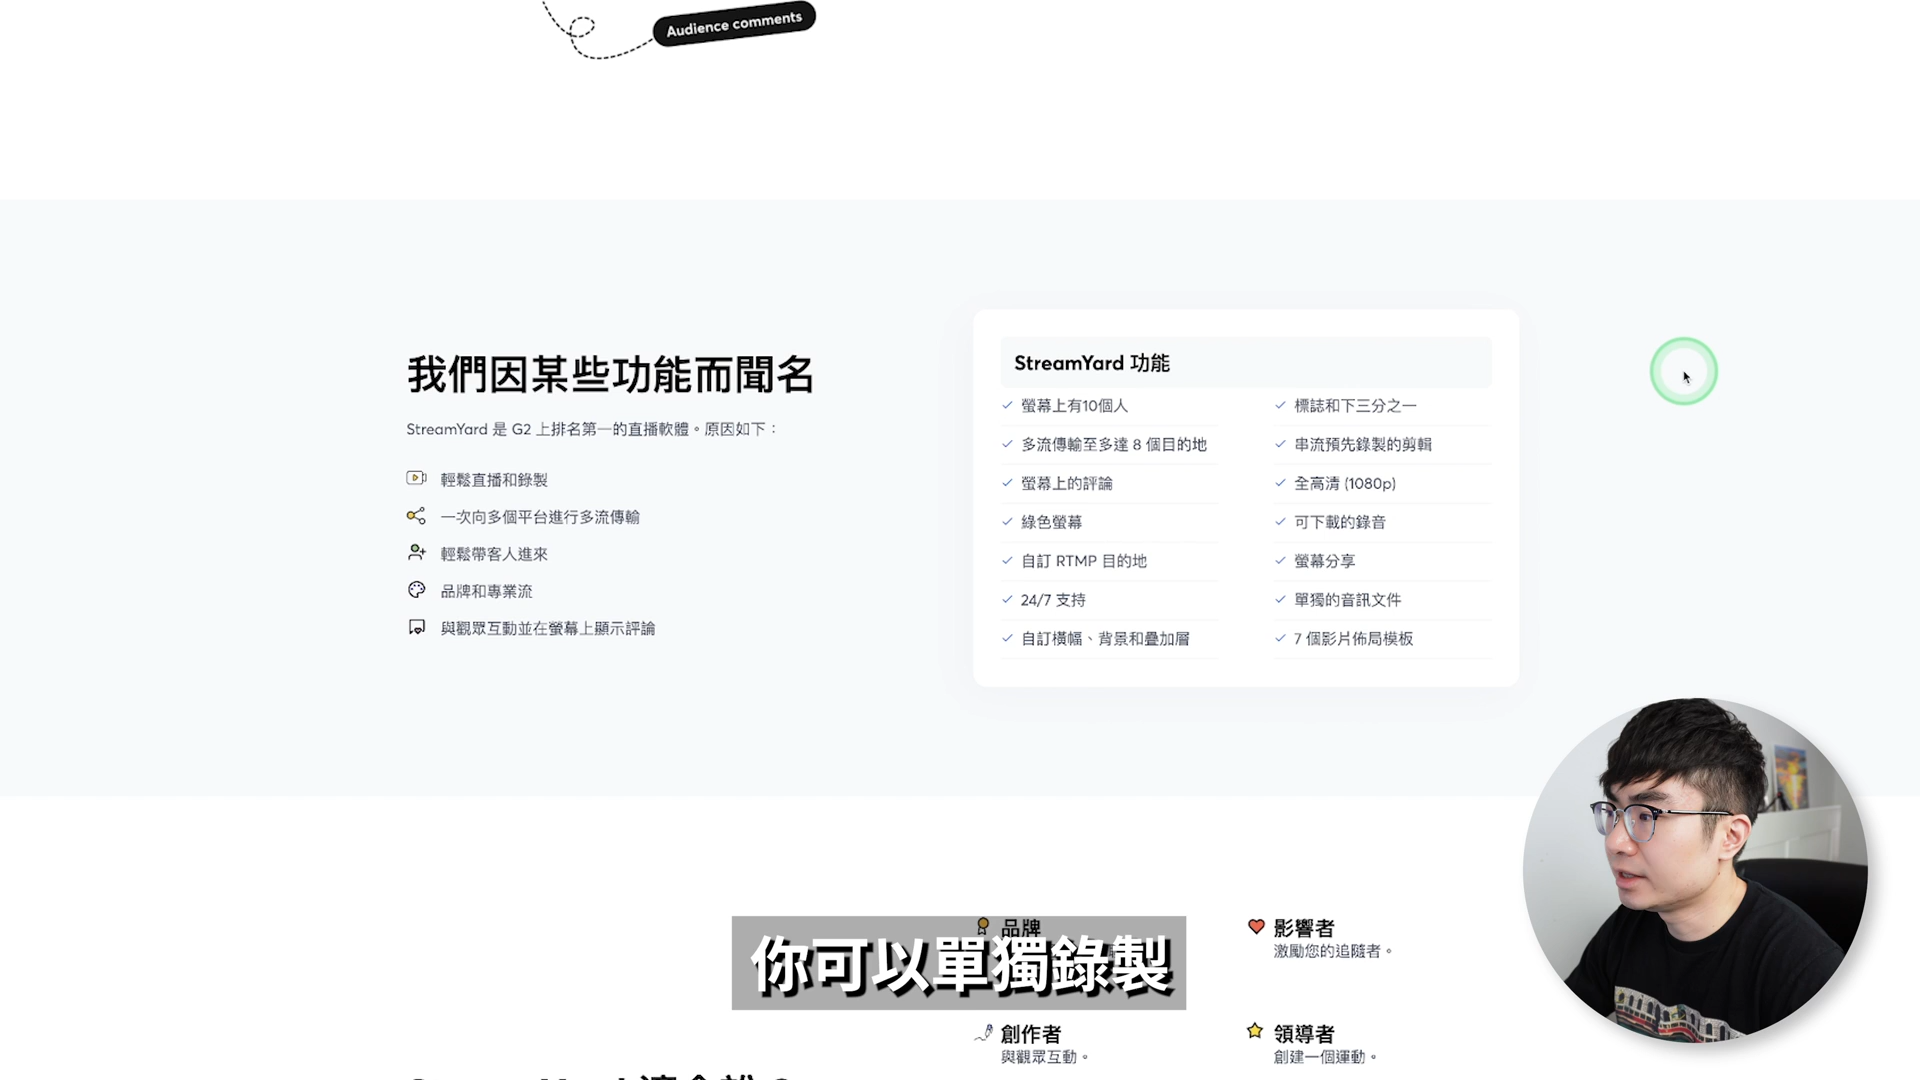 Audience comments
我們因某些功能而聞名
StreamYard 是 G2 上排名第一的直播軟體。原因如下：
輕鬆直播和錄製
一次向多個平台進行多流傳輸
輕鬆帶客人進來
品牌和專業流
與觀眾互動並在螢幕上顯示評論
StreamYard 功能
螢幕上有10個人
多流傳輸至多達 8 個目的地
螢幕上的評論
綠色螢幕
自訂 RTMP 目的地
24/7 支持
自訂橫幅、背景和疊加層
標誌和下三分之一
串流預先錄製的剪輯
全高清 (1080p)
可下載的錄音
螢幕分享
單獨的音訊文件
7 個影片佈局模板
品牌
影響者
激勵您的追隨者。
你可以單獨錄製
創作者
與觀眾互動。
領導者
創建一個運動。